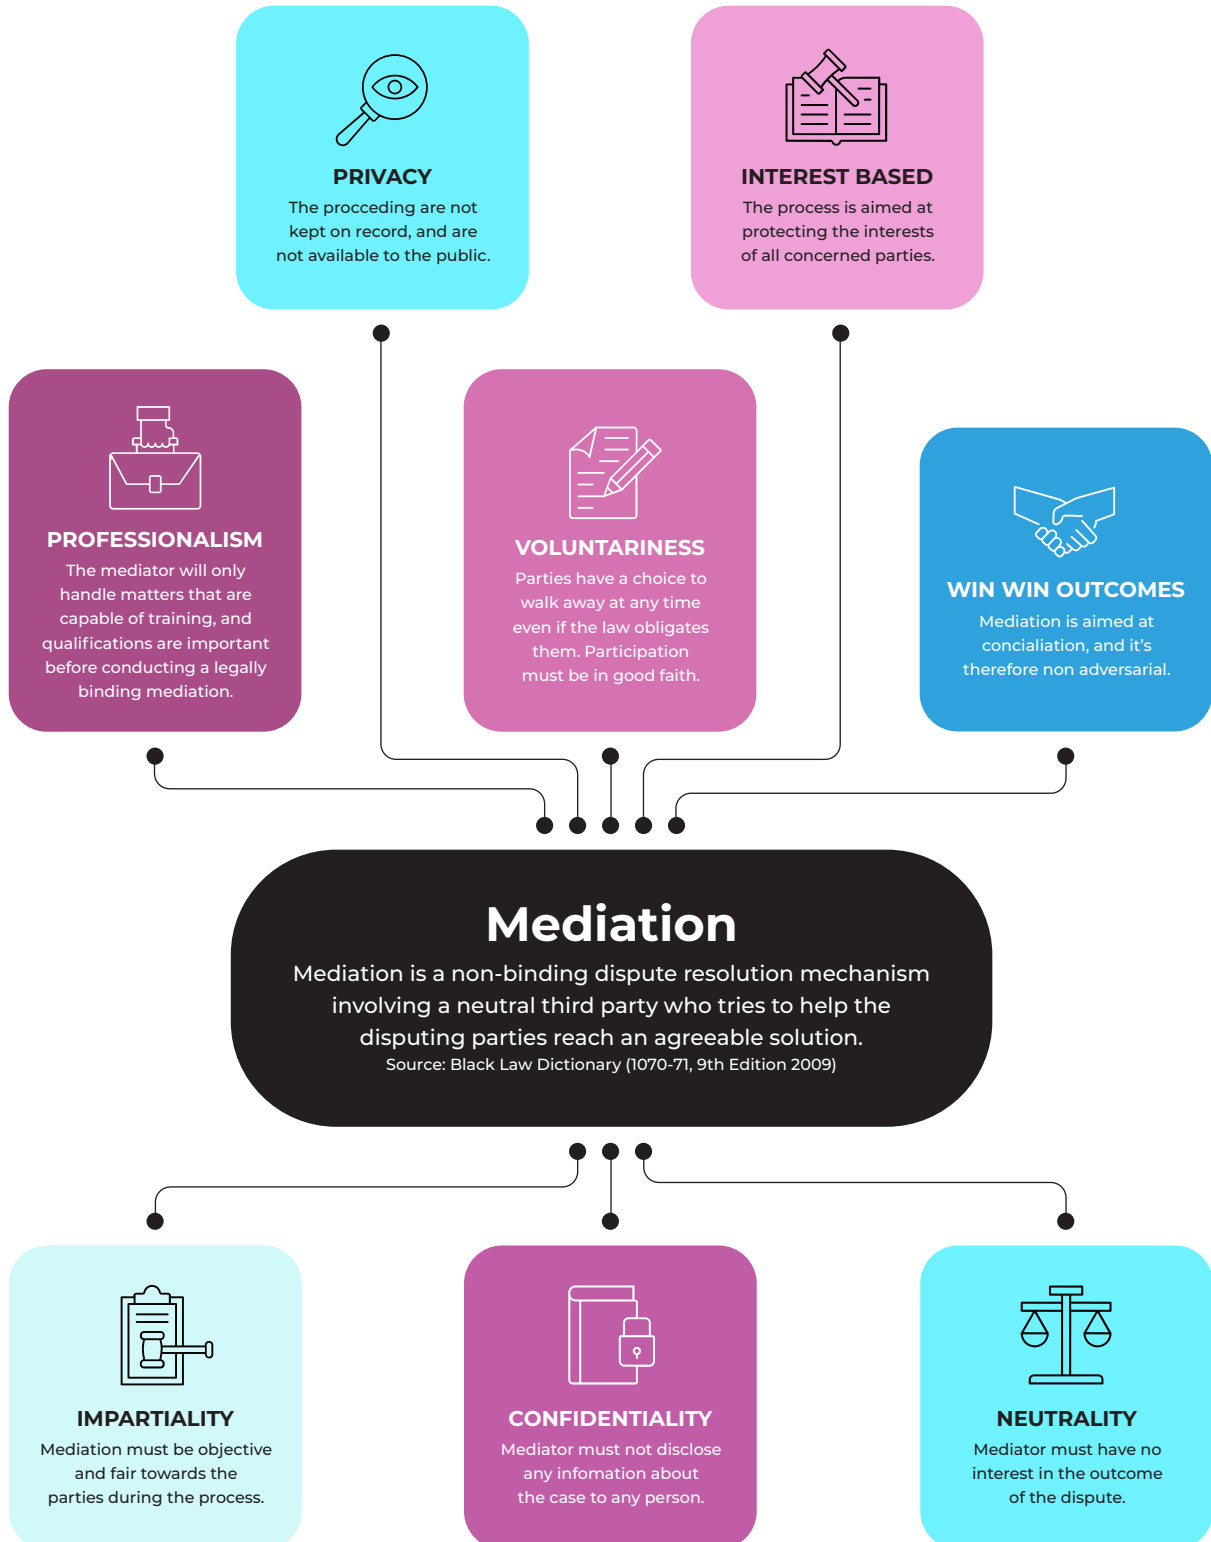 PRIVACY
The procceding are not
kept on record, and are
not available to the public.
INTEREST BASED
The process is aimed at
protecting the interests
of all concerned parties.
PROFESSIONALISM
The mediator will only
handle matters that are
capable of training, and
qualifications are important
before conducting a legally
binding mediation.
VOLUNTARINESS
Parties have a choice to
walk away at any time
even if the law obligates
them. Participation
must be in good faith.
WIN WIN OUTCOMES
Mediation is aimed at
concialiation, and it's
therefore non adversarial.
Mediation
Mediation is a non-binding dispute resolution mechanism
involving a neutral third party who tries to help the
disputing parties reach an agreeable solution.
Source: Black Law Dictionary (1070-71, 9th Edition 2009)
IMPARTIALITY
Mediation must be objective
and fair towards the
parties during the process.
CONFIDENTIALITY
Mediator must not disclose
any infomation about
the case to any person.
NEUTRALITY
Mediator must have no
interest in the outcome
of the dispute.